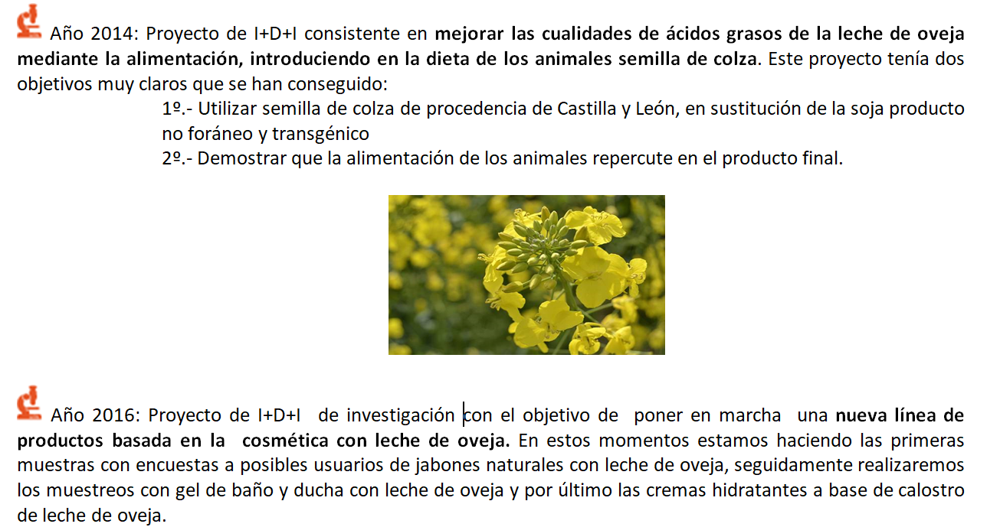 Año 2014: Proyecto de I+D+I consistente en mejorar las cualidades de ácidos grasos de la leche de oveja
mediante la alimentación, introduciendo en la dieta de los animales semilla de colza. Este proyecto tenía dos
objetivos muy claros que se han conseguido:
1º.- Utilizar semilla de colza de procedencia de Castilla y León, en sustitución de la soja producto
no foráneo y transgénico
2º.- Demostrar que la alimentación de los animales repercute en el producto final.
Año 2016: Proyecto de I+D+I de investigación con el objetivo de poner en marcha una nueva línea de
productos basada en la cosmética con leche de oveja. En estos momentos estamos haciendo las primeras
muestras con encuestas a posibles usuarios de jabones naturales con leche de oveja, seguidamente realizaremos
los muestreos con gel de baño y ducha con leche de oveja y por último las cremas hidratantes a base de calostro
de leche de oveja.